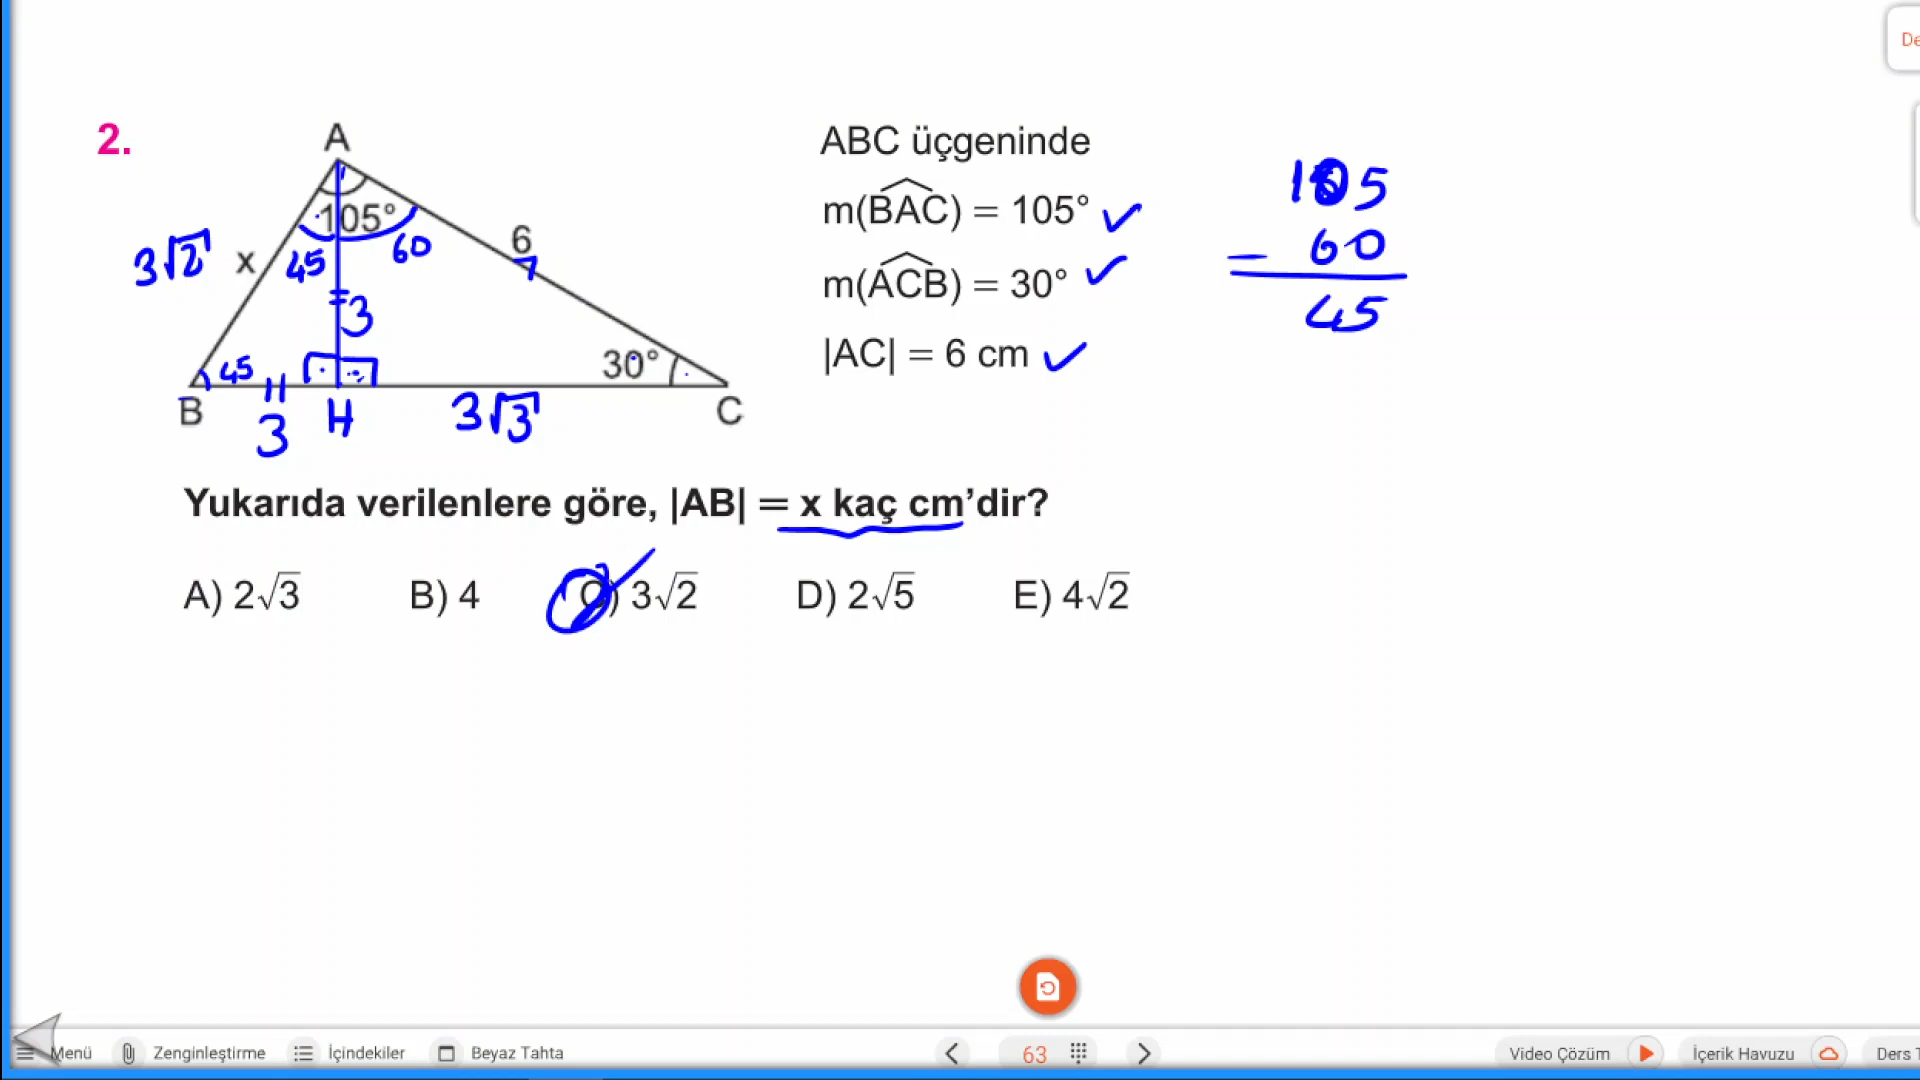 De
2.
A
105°
45
60
6
3√2
x
3
45
30°
B
3
H
3√3
C
ABC üçgeninde
m(BAC) = 105°
m(ACB) = 30°
|AC| = 6 cm
105
- 60
45
Yukarıda verilenlere göre, |AB| = x kaç cm’dir?
A) 2√3 B) 4 C) 3√2 D) 2√5 E) 4√2
Menü Zenginleştirme İçindekiler Beyaz Tahta 63 Video Çözüm İçerik Havuzu Ders T